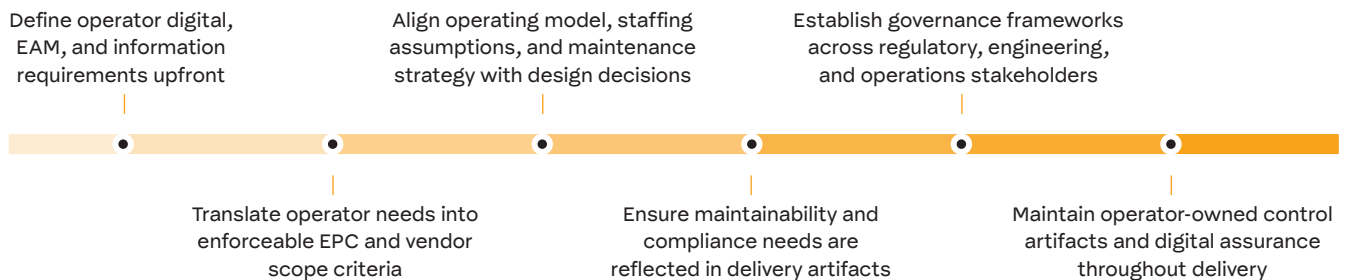 Define operator digital,
EAM, and information
requirements upfront
Translate operator needs into
enforceable EPC and vendor
scope criteria
Align operating model, staffing
assumptions, and maintenance
strategy with design decisions
Ensure maintainability and
compliance needs are
reflected in delivery artifacts
Establish governance frameworks
across regulatory, engineering,
and operations stakeholders
Maintain operator-owned control
artifacts and digital assurance
throughout delivery